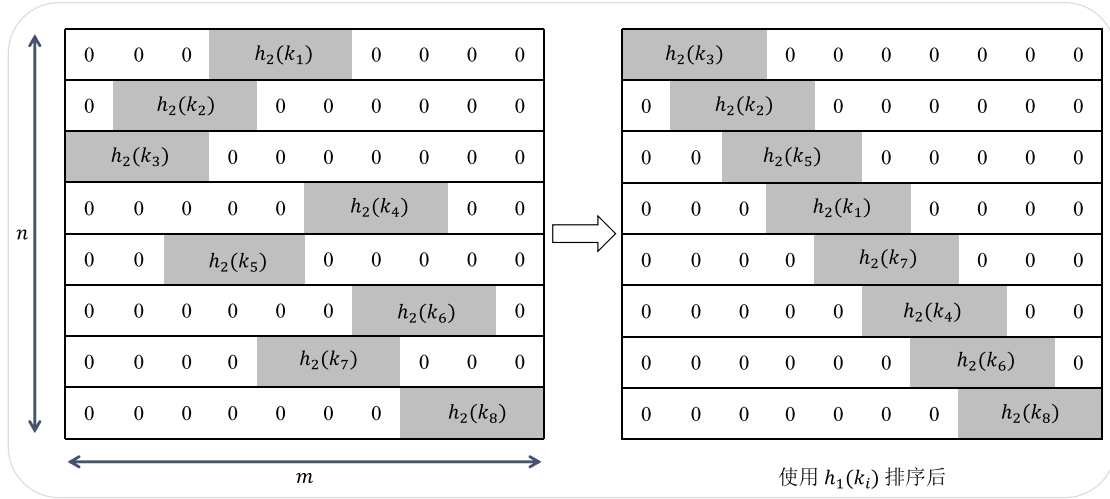 0 0 0 h₂(k₁) 0 0 0 0
0 h₂(k₂) 0 0 0 0 0 0
h₂(k₃) 0 0 0 0 0 0 0
0 0 0 0 0 h₂(k₄) 0 0
0 0 h₂(k₅) 0 0 0 0 0
0 0 0 0 0 0 h₂(k₆) 0
0 0 0 0 h₂(k₇) 0 0 0
0 0 0 0 0 0 0 h₂(k₈)
n
m
h₂(k₃) 0 0 0 0 0 0 0
0 h₂(k₂) 0 0 0 0 0 0
0 0 h₂(k₅) 0 0 0 0 0
0 0 0 h₂(k₁) 0 0 0 0
0 0 0 0 h₂(k₇) 0 0 0
0 0 0 0 0 h₂(k₄) 0 0
0 0 0 0 0 0 h₂(k₆) 0
0 0 0 0 0 0 0 h₂(k₈)
使用 h₁(kᵢ) 排序后